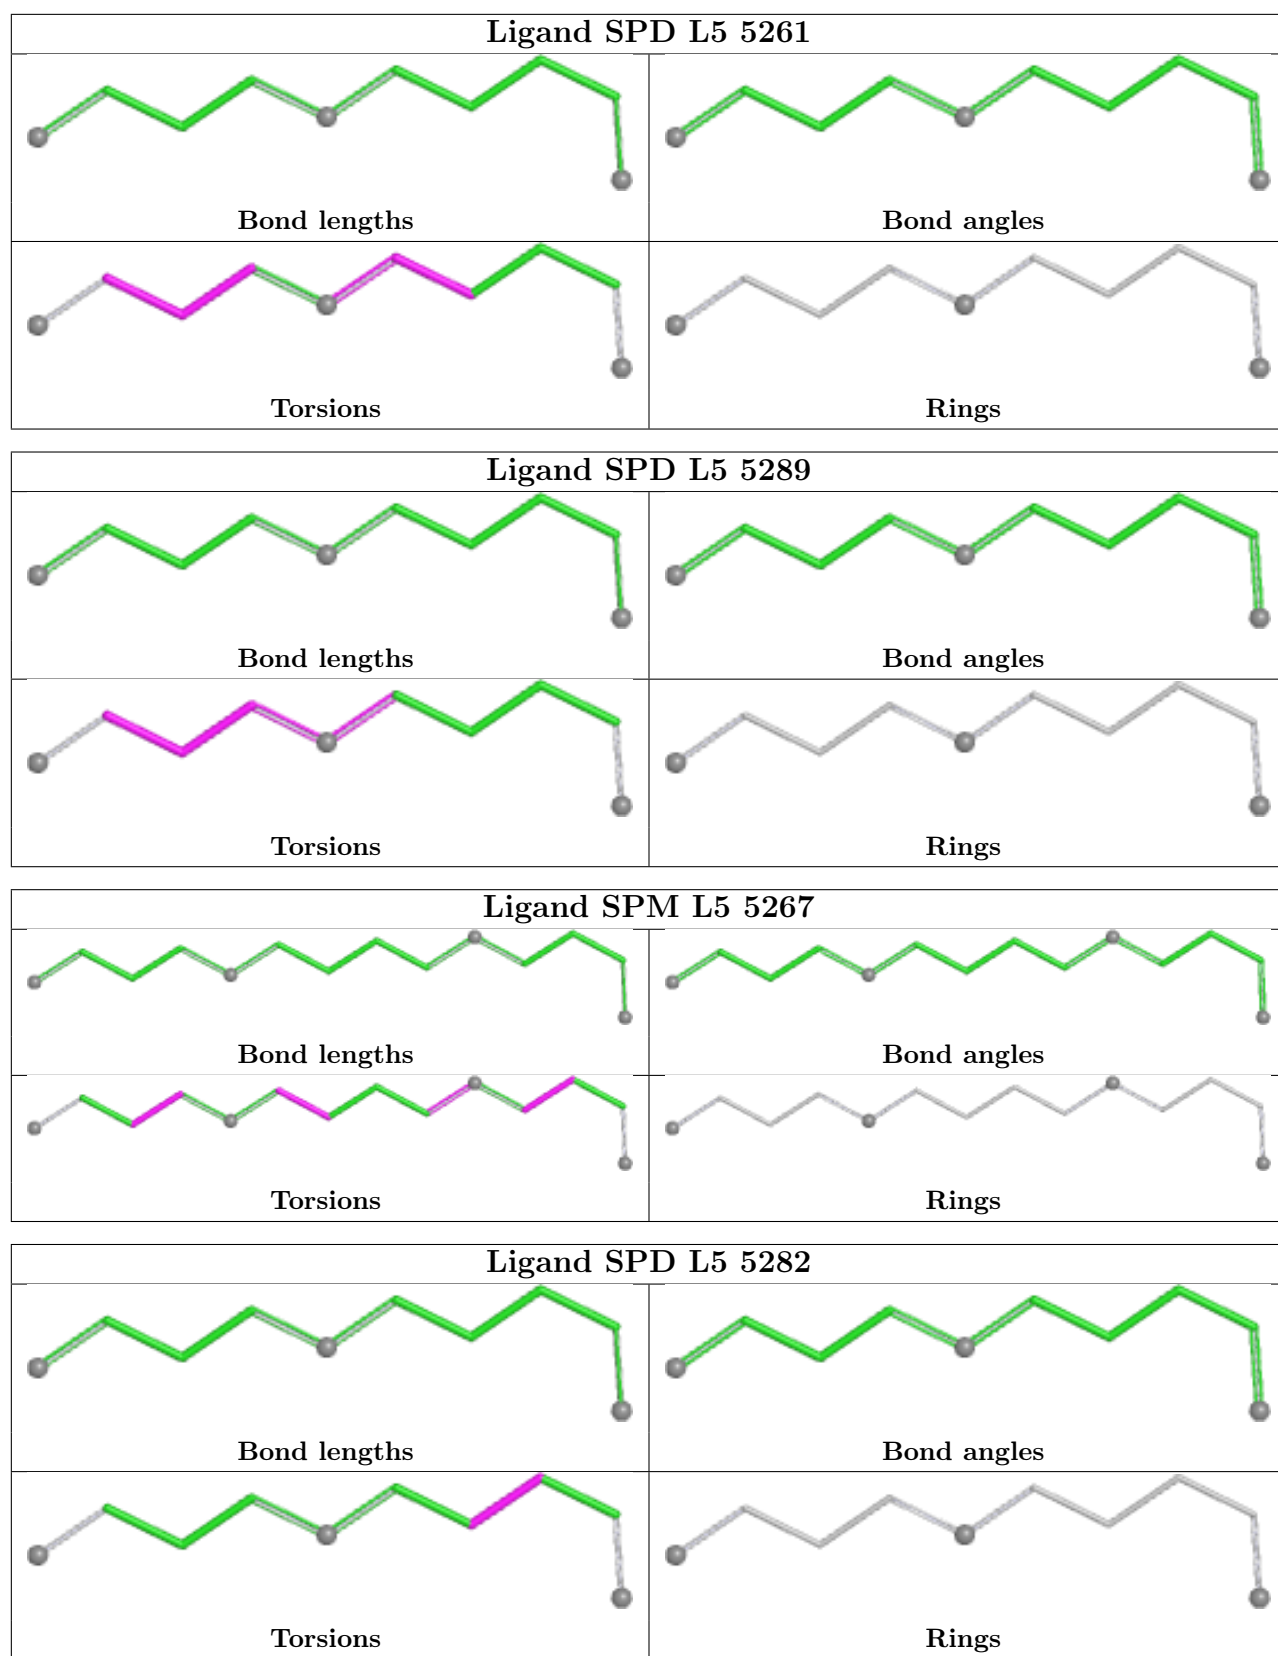 Ligand SPD L5 5261
Bond lengths
Bond angles
Torsions
Rings
Ligand SPD L5 5289
Bond lengths
Bond angles
Torsions
Rings
Ligand SPM L5 5267
Bond lengths
Bond angles
Torsions
Rings
Ligand SPD L5 5282
Bond lengths
Bond angles
Torsions
Rings